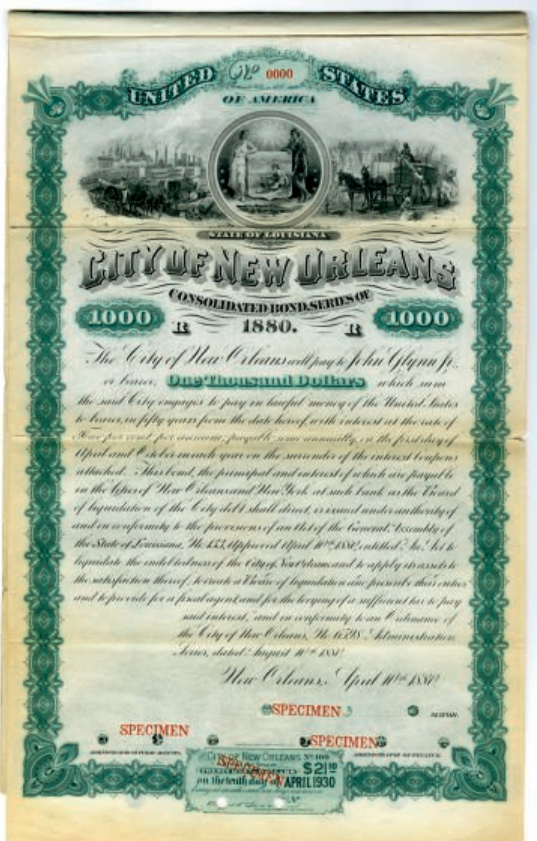 UNITED No 0000 STATES
OF AMERICA
STATE OF LOUISIANA
CITY OF NEW ORLEANS
CONSOLIDATED BOND, SERIES OF
1000 R 1880. R 1000
The City of New Orleans will pay to John Glynn Jr.
or bearer, One Thousand Dollars which sum
the said City engages to pay in lawful money of the United States
to bearer, in fifty years from the date hereof, with interest at the rate of
per cent per annum, payable semi annually, on the first day of
April and October in each year on the surrender of the interest coupons
attached. This bond, the principal and interest of which are payable
in the Cities of New Orleans and New York at such bank as the Board
of liquidation of the City debt shall direct, is issued under authority of
and in conformity to the provisions of an Act of the General Assembly of
the State of Louisiana, No. 133, Approved April 10th 1880, entitled An Act to
liquidate the indebtedness of the City of New Orleans and to apply its assets to
the satisfaction thereof, to create a Board of liquidation and prescribe their duties
and to provide for a fiscal agent and for the levying of a sufficient tax to pay
said interest, and in conformity to an Ordinance of
the City of New Orleans, No. Administration
Series, dated August 10th 1880
New Orleans, April 10th 1880
SPECIMEN MAYOR.
SPECIMEN SPECIMEN
CITY OF NEW ORLEANS No 100
SPECIMEN $21
on the tenth day of APRIL 1930